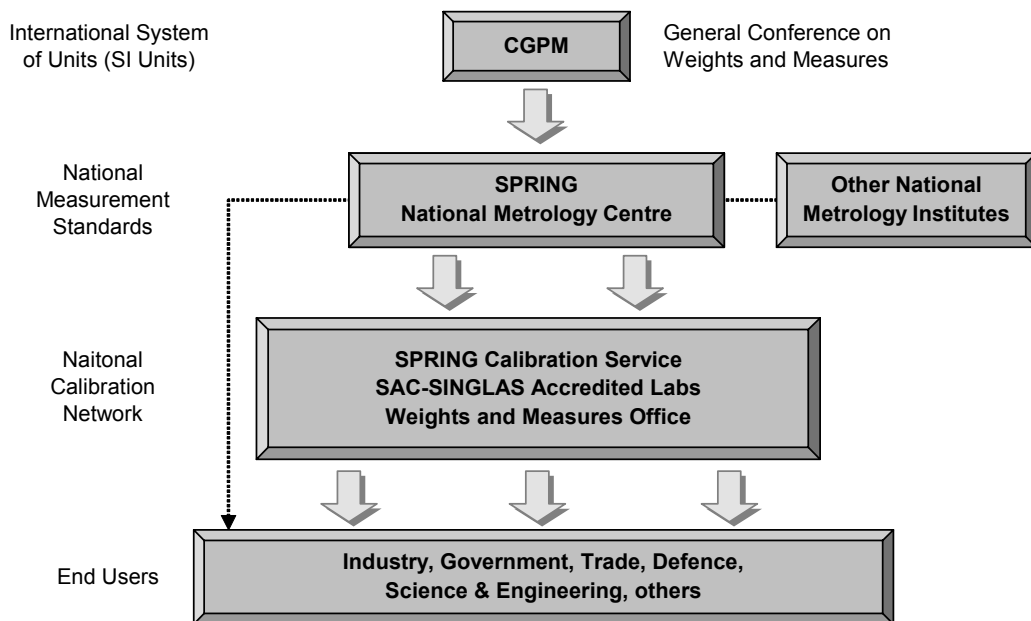 International System
of Units (SI Units)
CGPM
General Conference on
Weights and Measures
National
Measurement
Standards
SPRING
National Metrology Centre
Other National
Metrology Institutes
Naitonal
Calibration
Network
SPRING Calibration Service
SAC-SINGLAS Accredited Labs
Weights and Measures Office
End Users
Industry, Government, Trade, Defence,
Science & Engineering, others